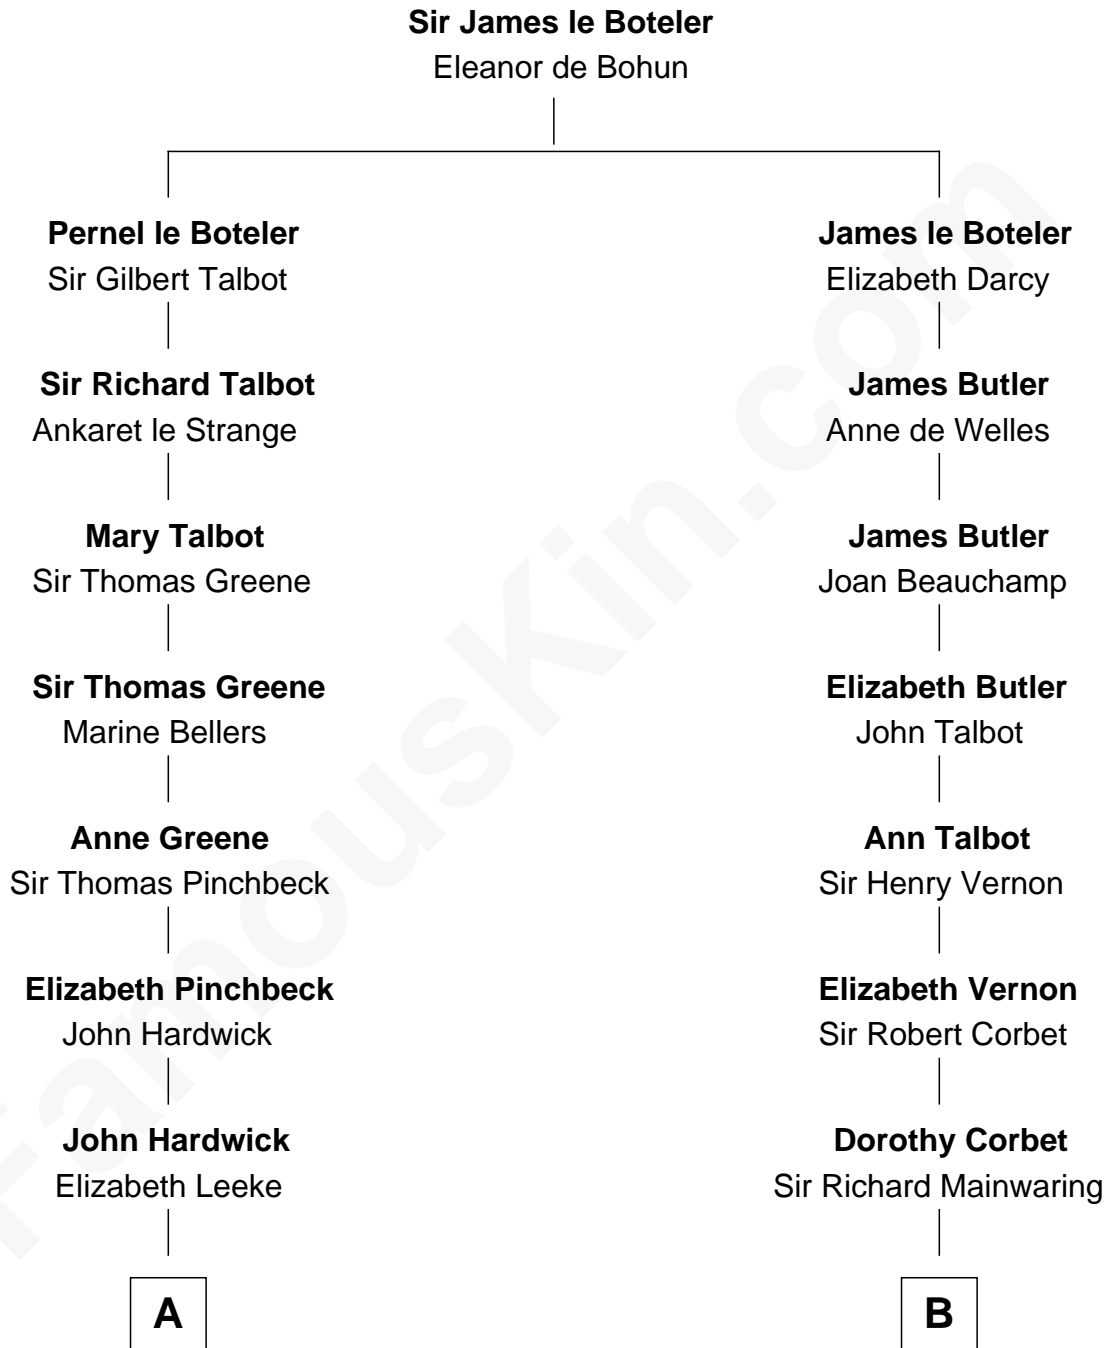 Sir James le Boteler
Eleanor de Bohun
Pernel le Boteler
Sir Gilbert Talbot
James le Boteler
Elizabeth Darcy
Sir Richard Talbot
Ankaret le Strange
James Butler
Anne de Welles
Mary Talbot
Sir Thomas Greene
James Butler
Joan Beauchamp
Sir Thomas Greene
Marine Bellers
Elizabeth Butler
John Talbot
Anne Greene
Sir Thomas Pinchbeck
Ann Talbot
Sir Henry Vernon
Elizabeth Pinchbeck
John Hardwick
Elizabeth Vernon
Sir Robert Corbet
John Hardwick
Elizabeth Leeke
Dorothy Corbet
Sir Richard Mainwaring
A
B
FamousKin.com